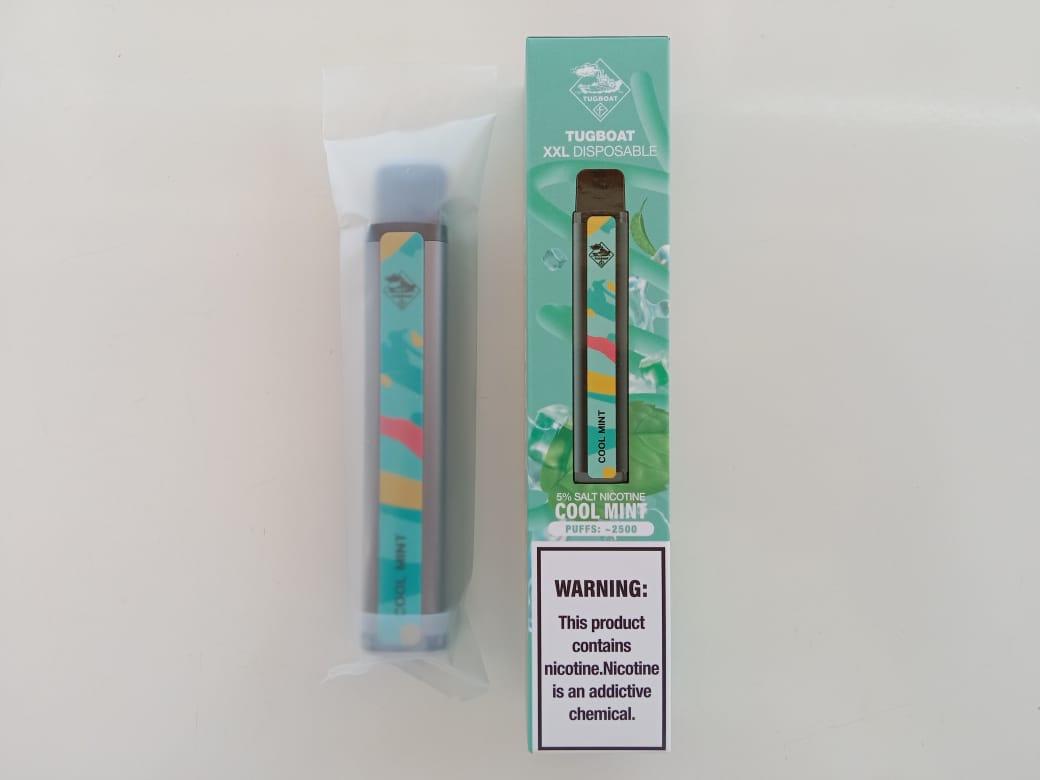 COOL MINT
TUGBOAT
TUGBOAT
XXL DISPOSABLE
TUGBOAT
COOL MINT
5% SALT NICOTINE
COOL MINT
PUFFS: ~2500
WARNING:
This product
contains
nicotine.Nicotine
is an addictive
chemical.